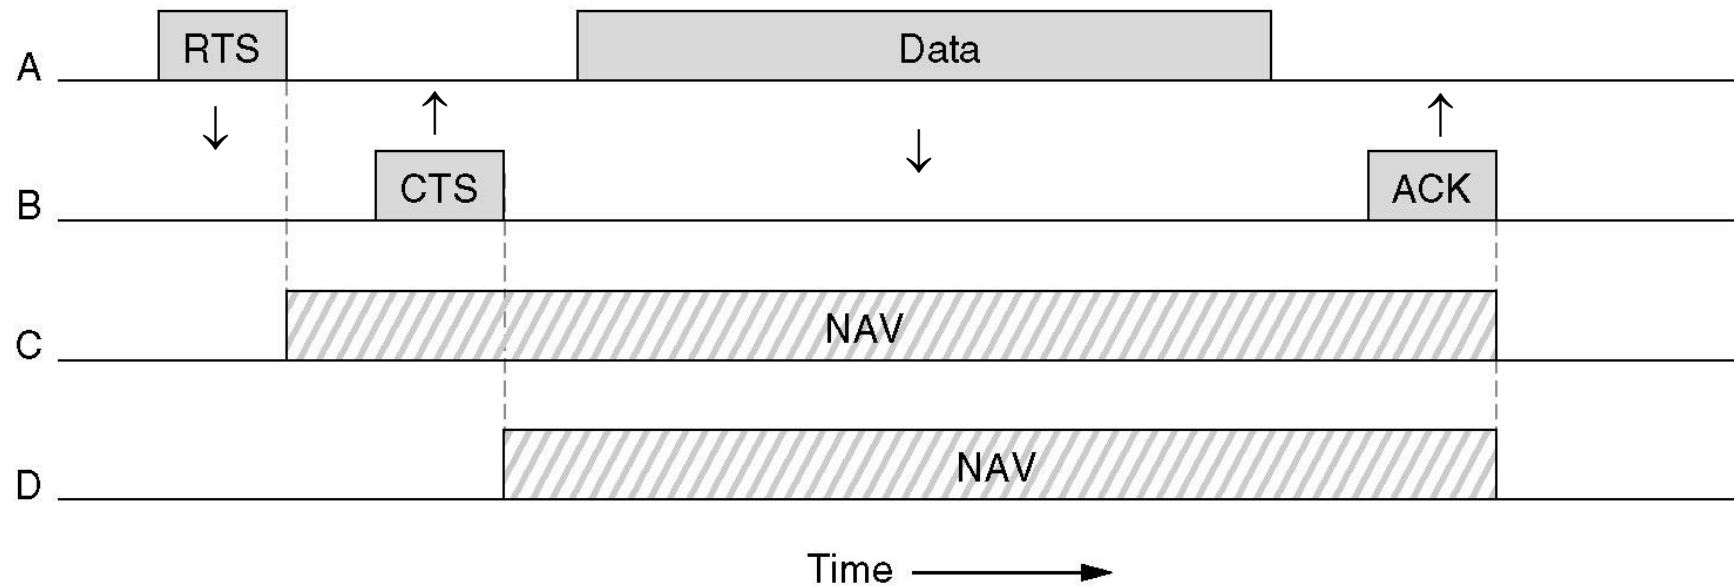 A RTS Data
B CTS ACK
C NAV
D NAV
Time